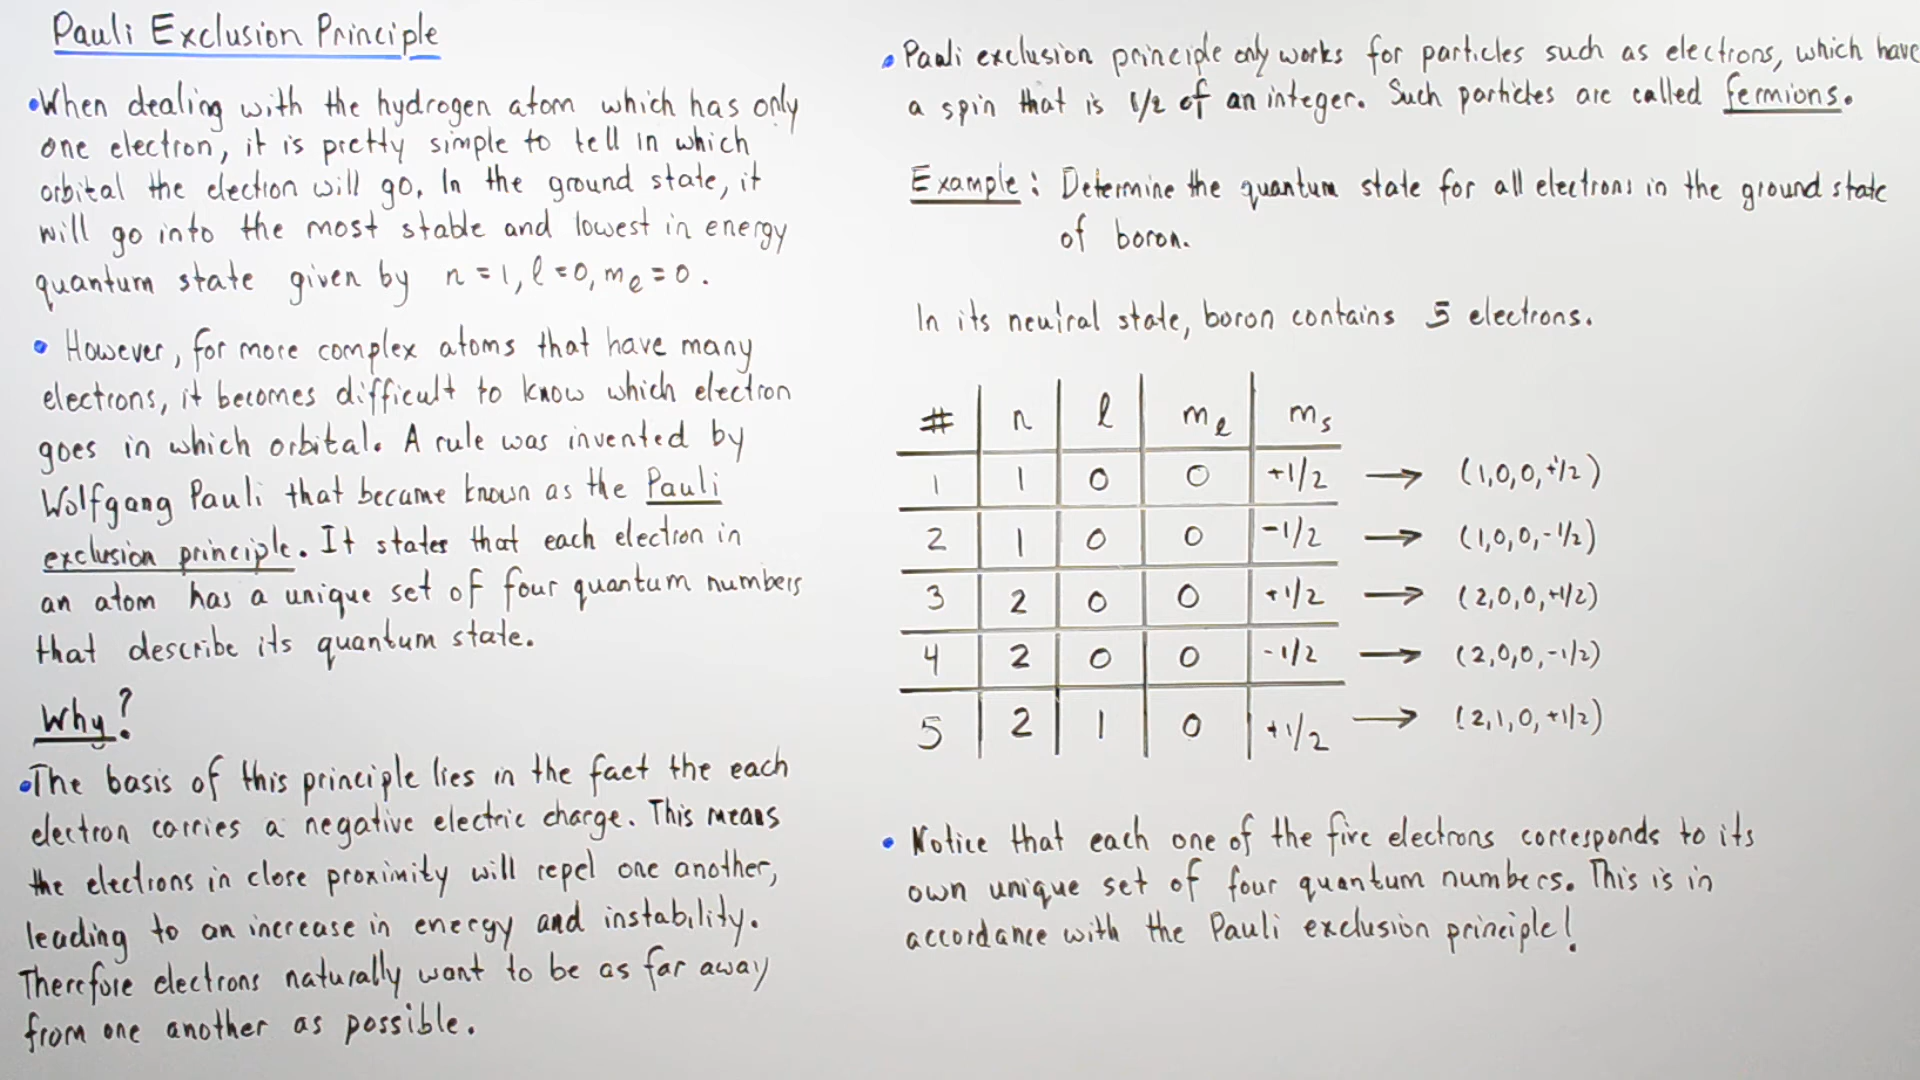 Pauli Exclusion Principle
•When dealing with the hydrogen atom which has only
one electron, it is pretty simple to tell in which
orbital the electron will go. In the ground state, it
will go into the most stable and lowest in energy
quantum state given by n=1, l=0, mₗ=0.
• However, for more complex atoms that have many
electrons, it becomes difficult to know which electron
goes in which orbital. A rule was invented by
Wolfgang Pauli that became known as the Pauli
exclusion principle. It states that each electron in
an atom has a unique set of four quantum numbers
that describe its quantum state.
Why?
•The basis of this principle lies in the fact the each
electron carries a negative electric charge. This means
the electrons in close proximity will repel one another,
leading to an increase in energy and instability.
Therefore electrons naturally want to be as far away
from one another as possible.
• Pauli exclusion principle only works for particles such as electrons, which have
a spin that is 1/2 of an integer. Such particles are called fermions.
Example: Determine the quantum state for all electrons in the ground state
of boron.
In its neutral state, boron contains 5 electrons.
# n l mₗ mₛ
1 1 0 0 +1/2 → (1,0,0,+1/2)
2 1 0 0 -1/2 → (1,0,0,-1/2)
3 2 0 0 +1/2 → (2,0,0,+1/2)
4 2 0 0 -1/2 → (2,0,0,-1/2)
5 2 1 0 +1/2 → (2,1,0,+1/2)
• Notice that each one of the five electrons corresponds to its
own unique set of four quantum numbers. This is in
accordance with the Pauli exclusion principle!